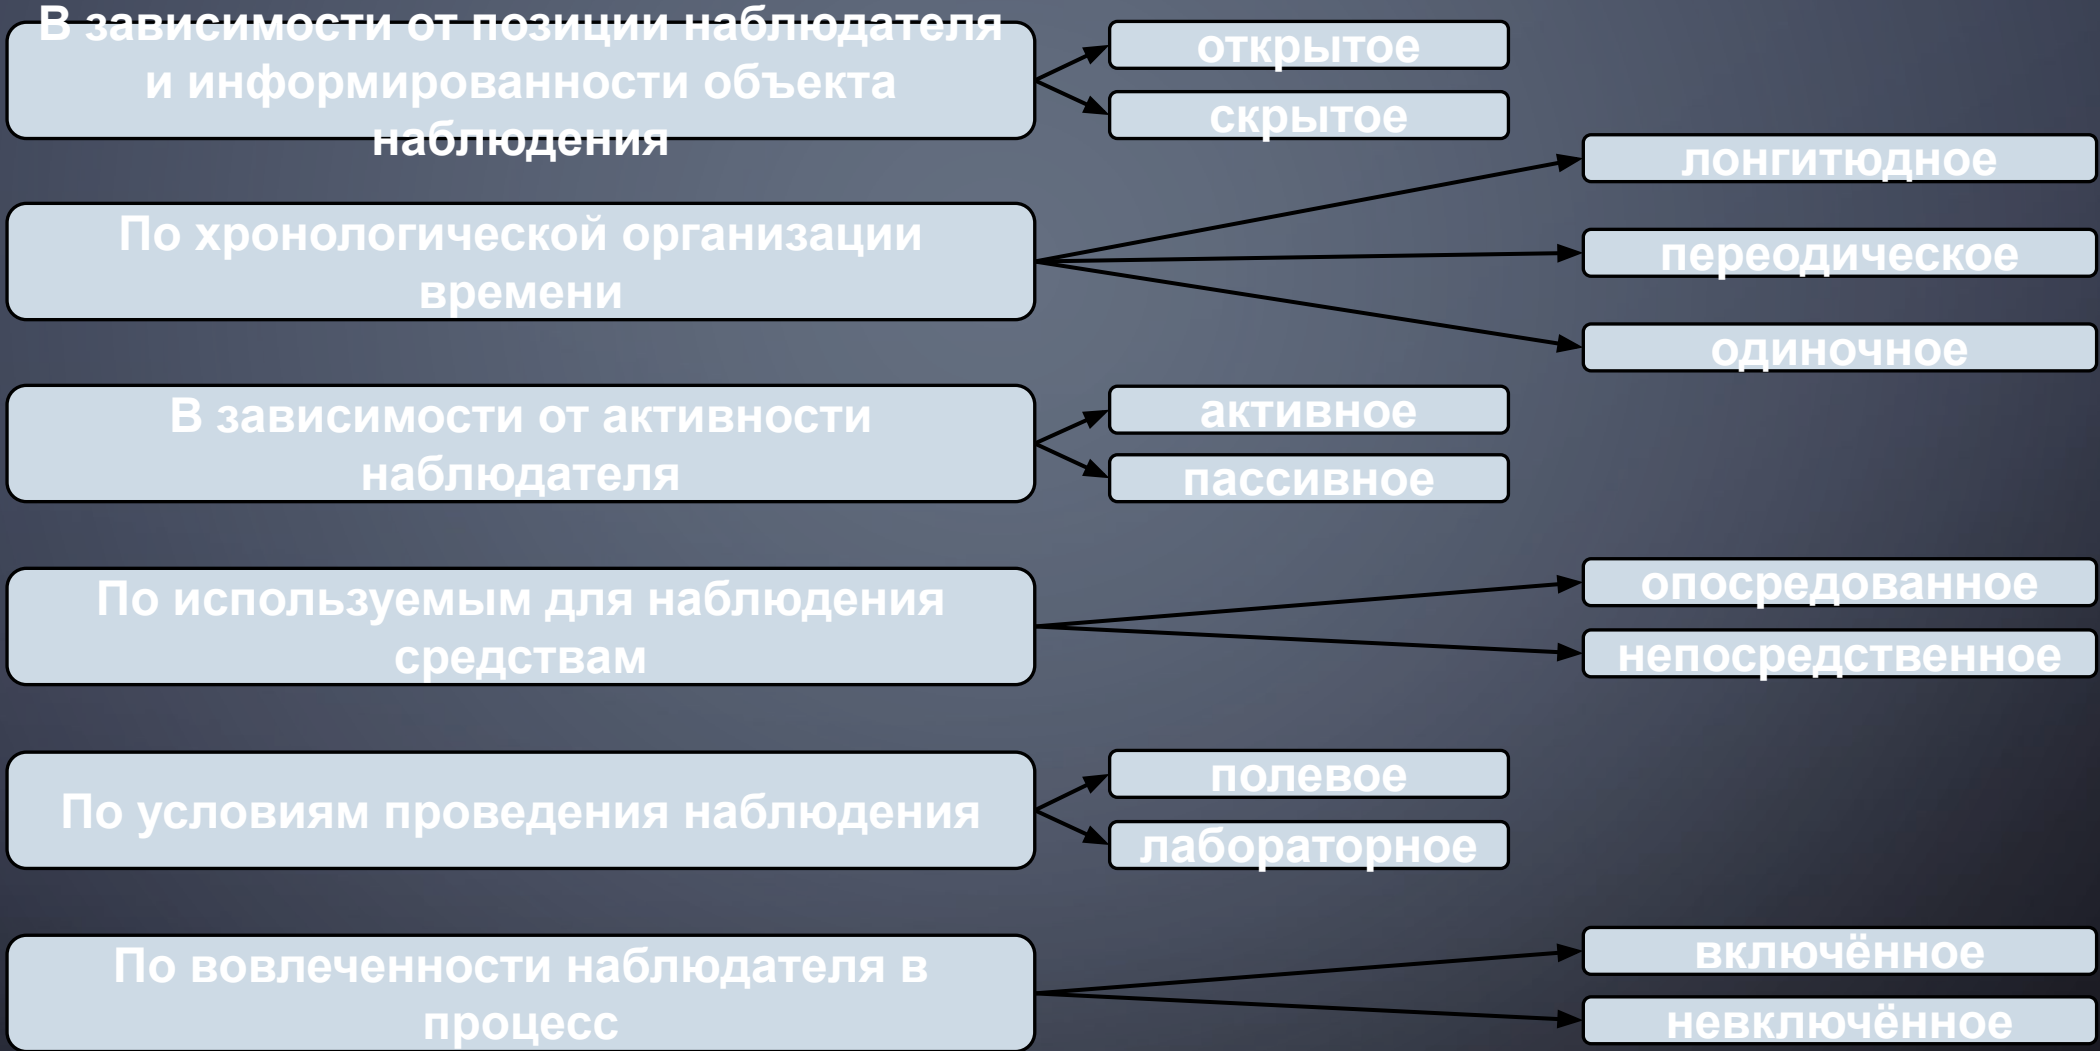 В зависимости от позиции наблюдателя
и информированности объекта
наблюдения
открытое
скрытое
По хронологической организации
времени
лонгитюдное
переодическое
одиночное
В зависимости от активности
наблюдателя
активное
пассивное
По используемым для наблюдения
средствам
опосредованное
непосредственное
По условиям проведения наблюдения
полевое
лабораторное
По вовлеченности наблюдателя в
процесс
включённое
невключённое